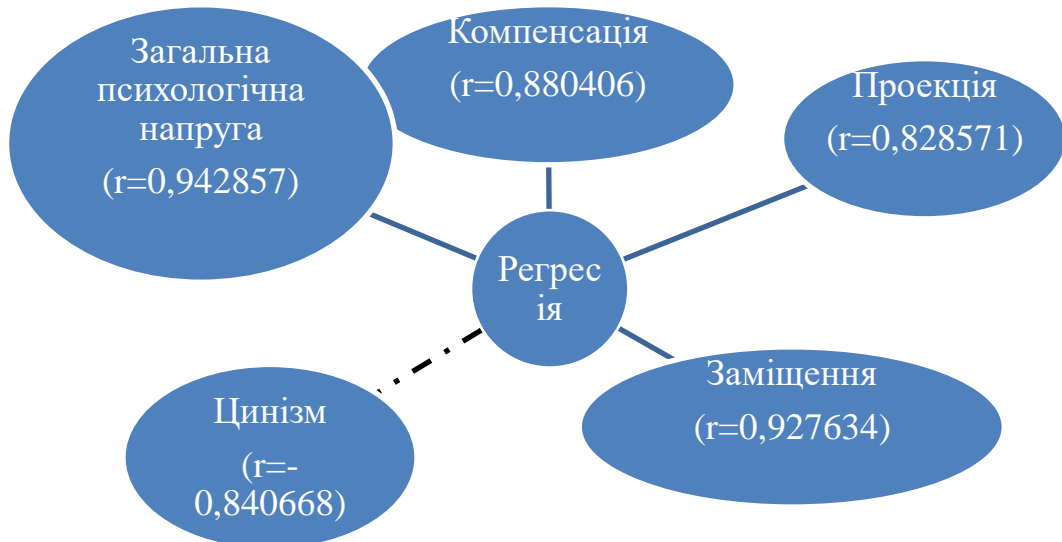 Загальна
психологічна
напруга
(r=0,942857)
Компенсація
(r=0,880406)
Проекція
(r=0,828571)
Регрес
ія
Цинізм
(r=-
0,840668)
Заміщення
(r=0,927634)